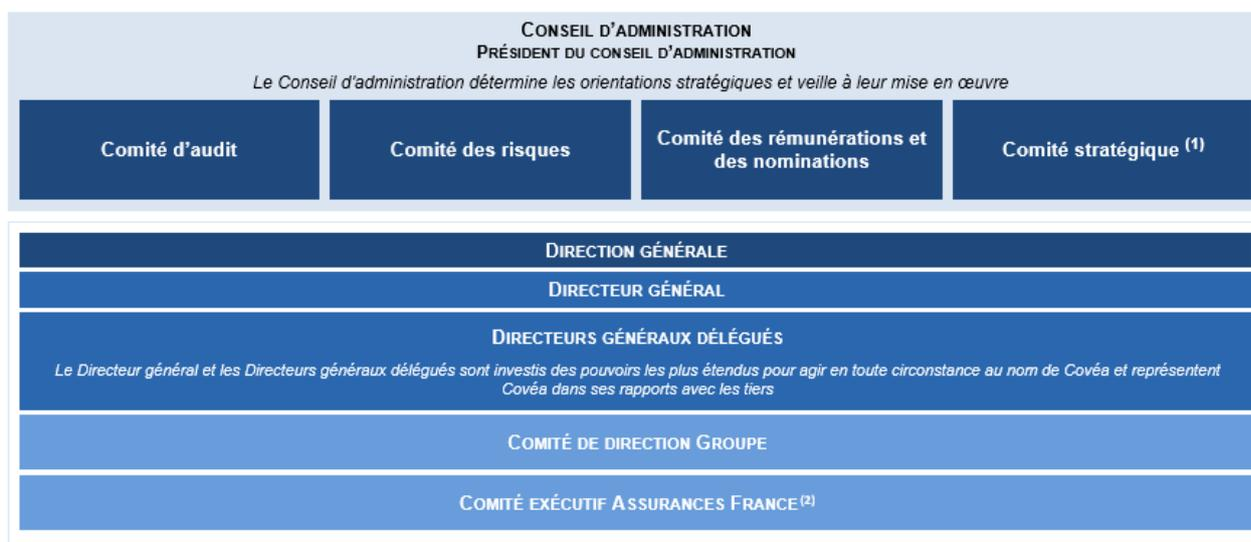 CONSEIL D'ADMINISTRATION
PRÉSIDENT DU CONSEIL D'ADMINISTRATION
Le Conseil d'administration détermine les orientations stratégiques et veille à leur mise en œuvre
Comité d'audit
Comité des risques
Comité des rémunérations et
des nominations
Comité stratégique (1)
DIRECTION GÉNÉRALE
DIRECTEUR GÉNÉRAL
DIRECTEURS GÉNÉRAUX DÉLÉGUÉS
Le Directeur général et les Directeurs généraux délégués sont investis des pouvoirs les plus étendus pour agir en toute circonstance au nom de Covéa et représentent
Covéa dans ses rapports avec les tiers
COMITÉ DE DIRECTION GROUPE
COMITÉ EXÉCUTIF ASSURANCES FRANCE (2)